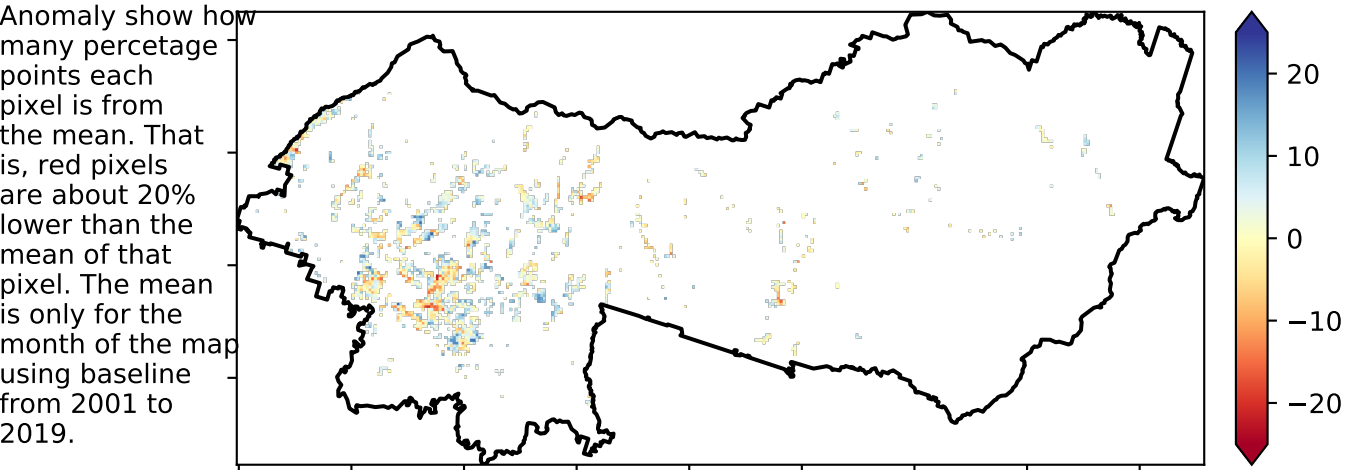 Anomaly show how
many percetage
points each
pixel is from
the mean. That
is, red pixels
are about 20%
lower than the
mean of that
pixel. The mean
is only for the
month of the map
using baseline
from 2001 to
2019.
20
10
0
−10
−20